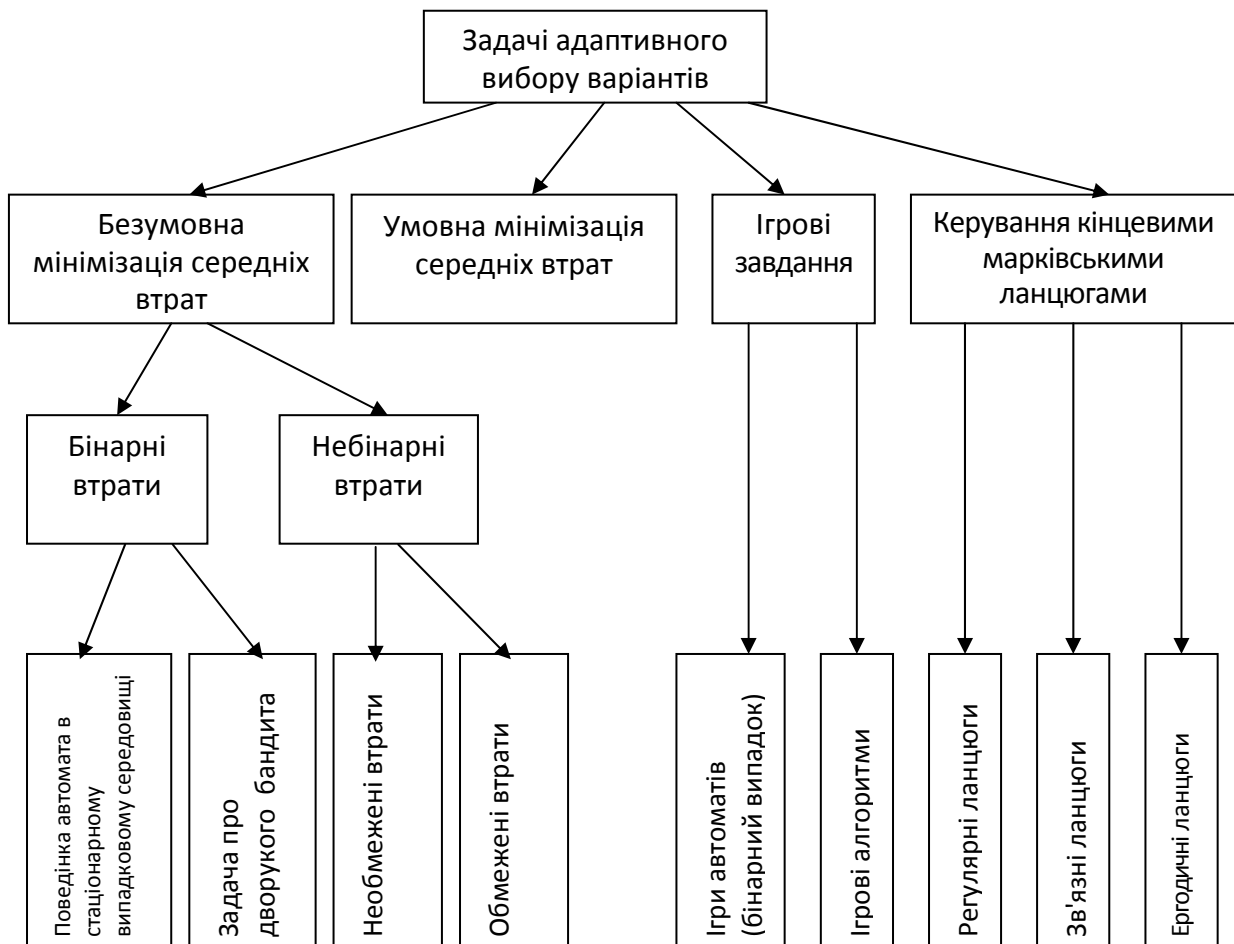 Задачі адаптивного
вибору варіантів
Безумовна
мінімізація середніх
втрат
Умовна мінімізація
середніх втрат
Ігрові
завдання
Керування кінцевими
марківськими
ланцюгами
Бінарні
втрати
Небінарні
втрати
Поведінка автомата в
стаціонарному
випадковому середовищі
Задача про
дворукого бандита
Необмежені втрати
Обмежені втрати
Ігри автоматів
(бінарний випадок)
Ігрові алгоритми
Регулярні ланцюги
Зв'язні ланцюги
Ергодичні ланцюги